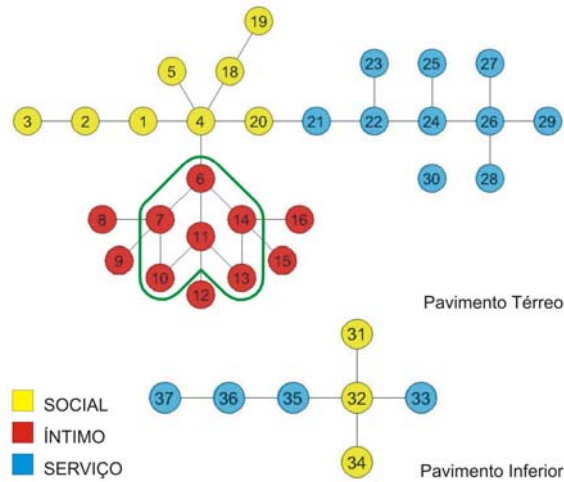 19
5 18
23 25 27
3 2 1 4 20 21 22 24 26 29
6 30 28
8 7 14 16
11
9 15
10 13
12
Pavimento Térreo
31
37 36 35 32 33
34
SOCIAL
ÍNTIMO
SERVIÇO
Pavimento Inferior